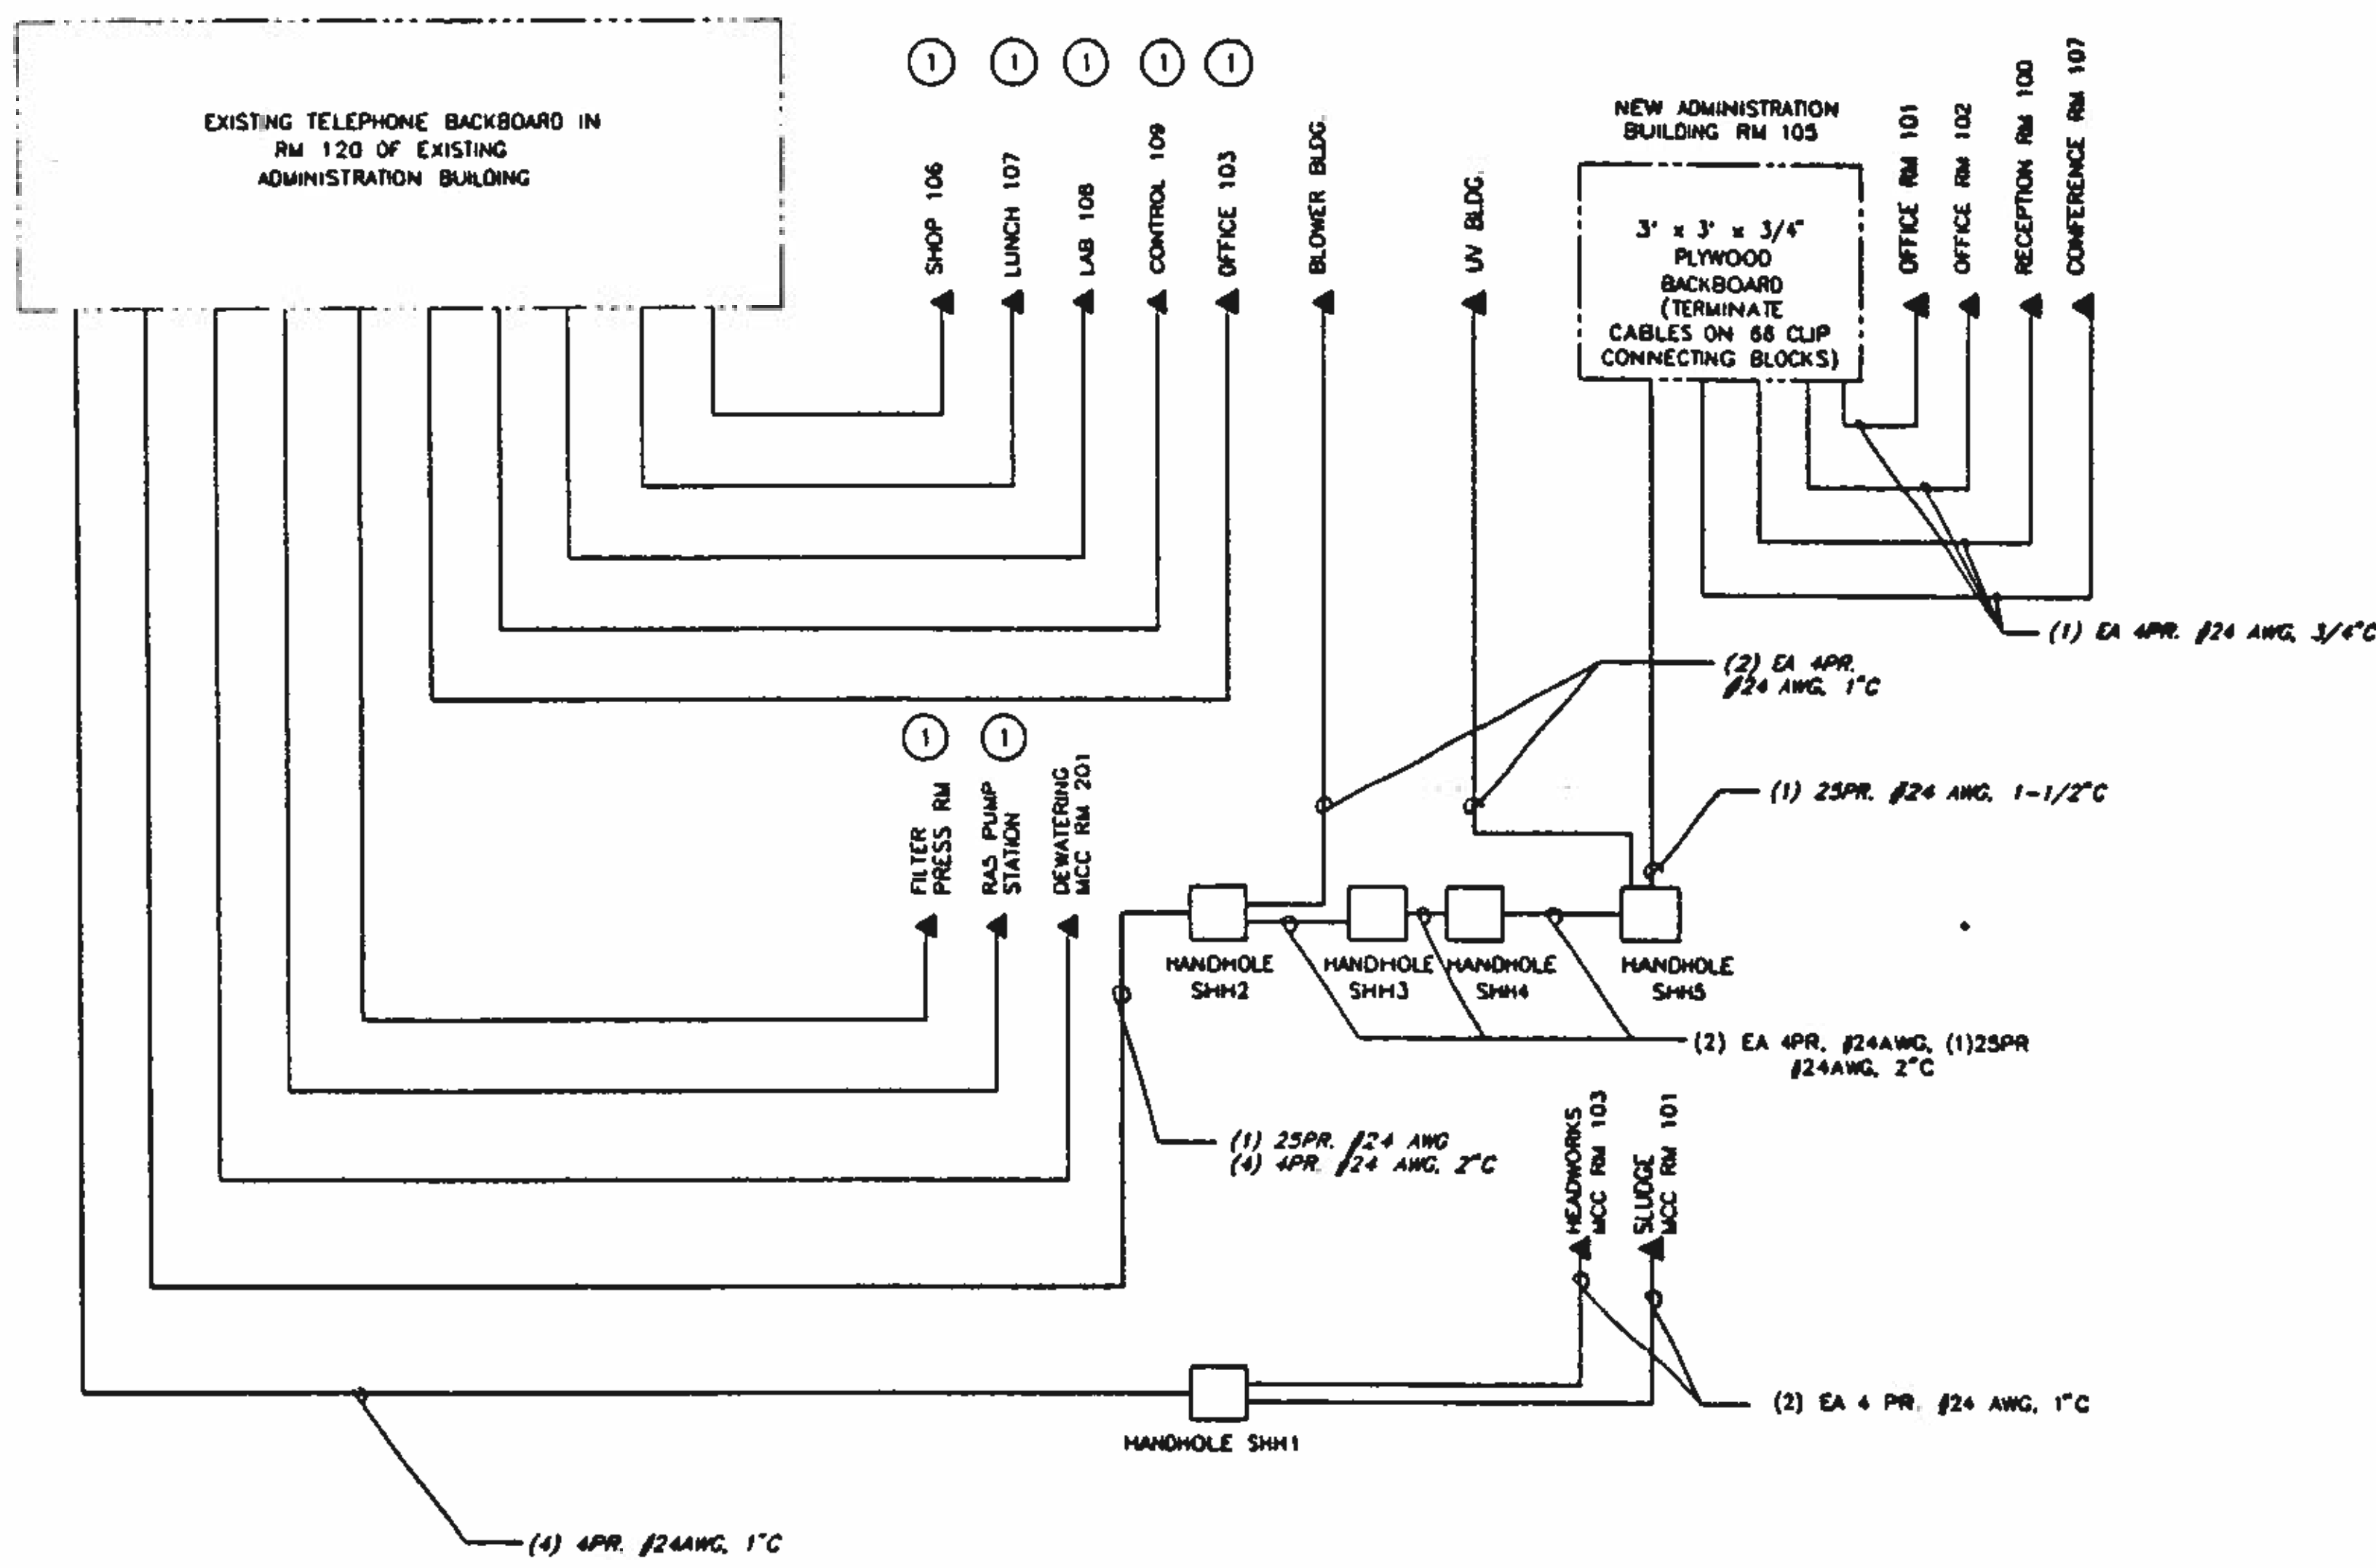 EXISTING TELEPHONE BACKBOARD IN
RM 120 OF EXISTING
ADMINISTRATION BUILDING
1
1
1
1
1
SHOP 106
LUNCH 107
LAB 108
CONTROL 109
OFFICE 103
BLOWER BLDG.
UV BLDG.
NEW ADMINISTRATION
BUILDING RM 105
3' x 3' x 3/4"
PLYWOOD
BACKBOARD
(TERMINATE
CABLES ON 66 CLIP
CONNECTING BLOCKS)
OFFICE RM 101
OFFICE RM 102
RECEPTION RM 100
CONFERENCE RM 107
(1) EA 4PR. #24 AWG, 3/4"C
(2) EA 4PR.
#24 AWG, 1"C
(1) 25PR. #24 AWG, 1-1/2"C
1
1
FILTER
PRESS RM
RAS PUMP
STATION
DEWATERING
MCC RM 201
HANDHOLE
SHH2
HANDHOLE
SHH3
HANDHOLE
SHH4
HANDHOLE
SHH5
(2) EA 4PR. #24AWG, (1)25PR
#24AWG, 2"C
(1) 25PR. #24 AWG
(4) 4PR. #24 AWG, 2"C
HEADWORKS
MCC RM 103
SLUDGE
MCC RM 101
(2) EA 4 PR. #24 AWG, 1"C
HANDHOLE SHH1
(4) 4PR. #24AWG, 1"C